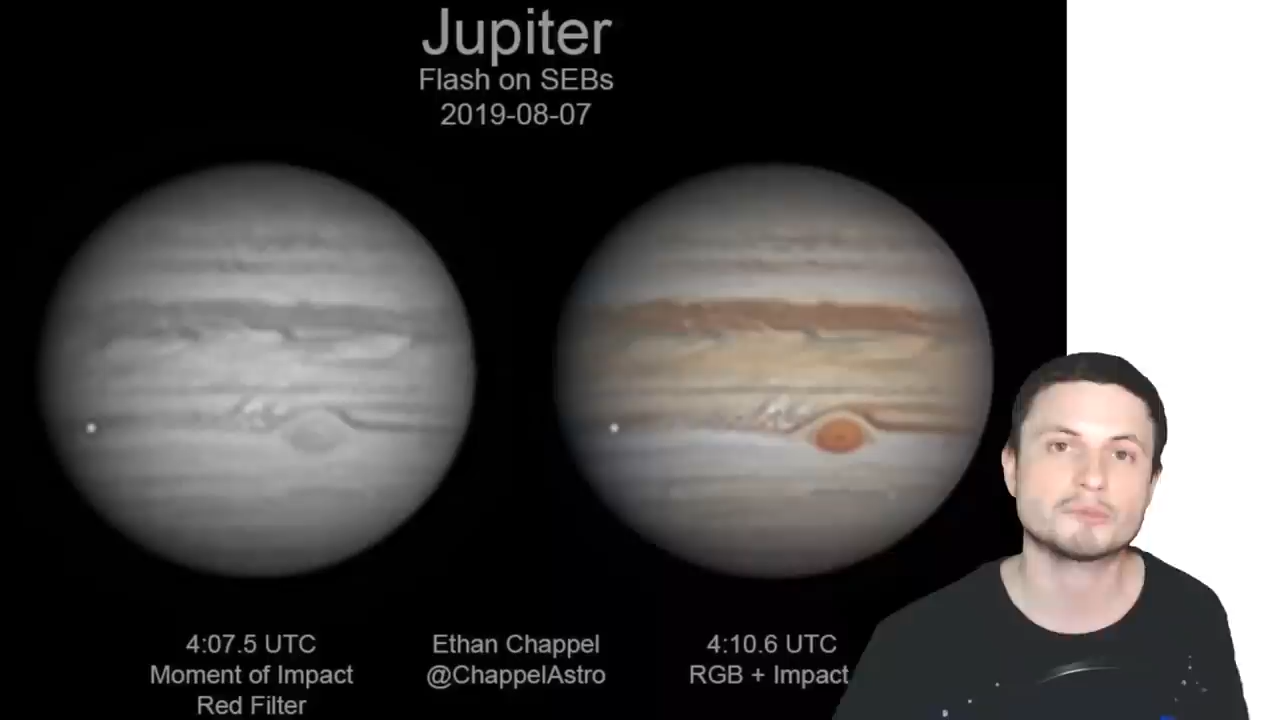 Jupiter
Flash on SEBs
2019-08-07
4:07.5 UTC
Moment of Impact
Red Filter
Ethan Chappel
@ChappelAstro
4:10.6 UTC
RGB + Impact